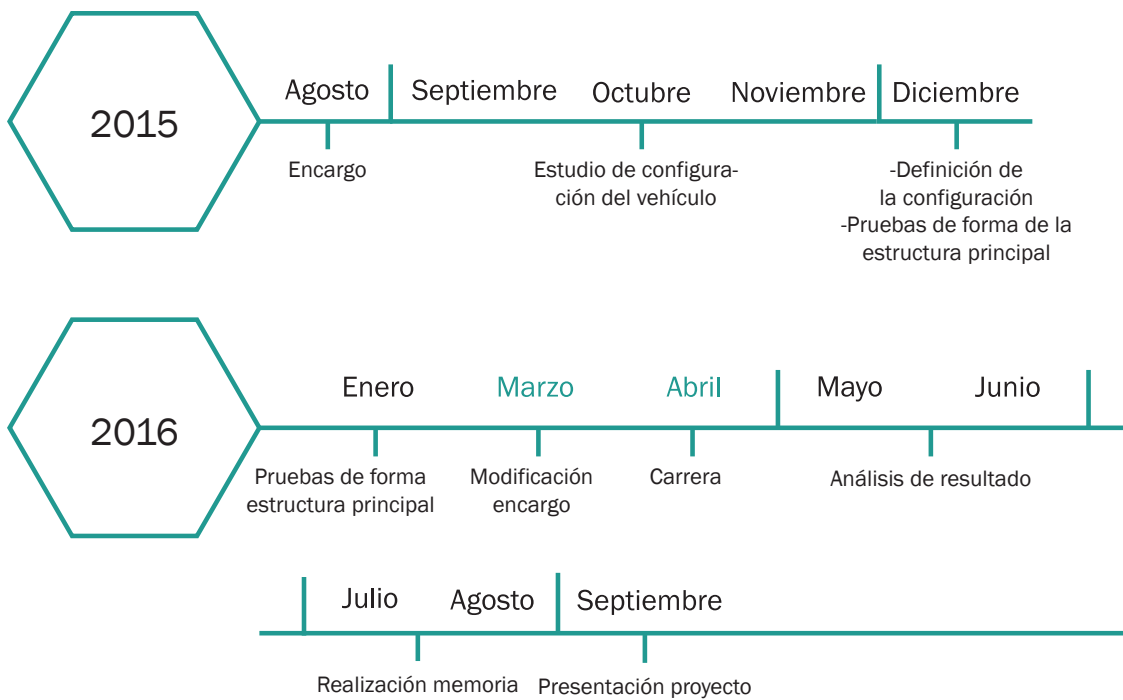 2015
Agosto Septiembre Octubre Noviembre Diciembre
Encargo
Estudio de configura-
ción del vehículo
-Definición de
la configuración
-Pruebas de forma de la
estructura principal
2016
Enero Marzo Abril Mayo Junio
Pruebas de forma
estructura principal
Modificación
encargo
Carrera
Análisis de resultado
Julio Agosto Septiembre
Realización memoria
Presentación proyecto